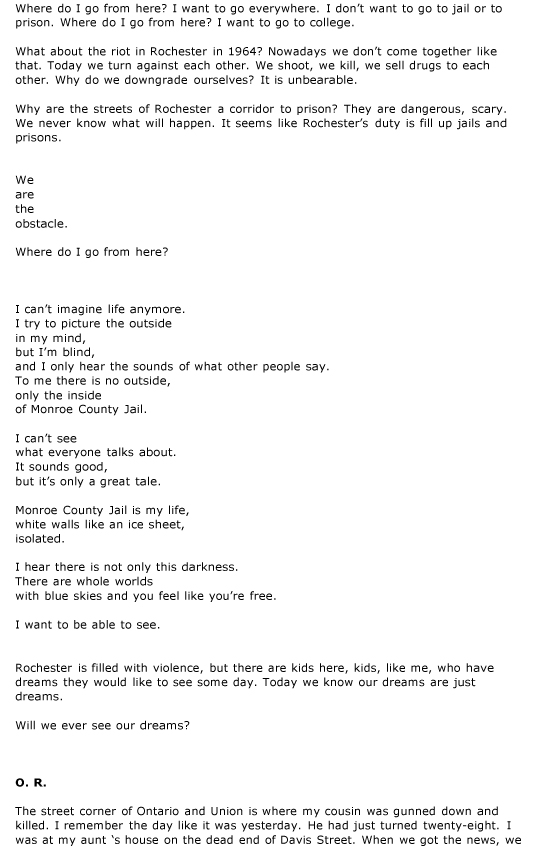 Where do I go from here? I want to go everywhere. I don’t want to go to jail or to
prison. Where do I go from here? I want to go to college.
What about the riot in Rochester in 1964? Nowadays we don’t come together like
that. Today we turn against each other. We shoot, we kill, we sell drugs to each
other. Why do we downgrade ourselves? It is unbearable.
Why are the streets of Rochester a corridor to prison? They are dangerous, scary.
We never know what will happen. It seems like Rochester’s duty is fill up jails and
prisons.
We
are
the
obstacle.
Where do I go from here?
I can’t imagine life anymore.
I try to picture the outside
in my mind,
but I’m blind,
and I only hear the sounds of what other people say.
To me there is no outside,
only the inside
of Monroe County Jail.
I can’t see
what everyone talks about.
It sounds good,
but it’s only a great tale.
Monroe County Jail is my life,
white walls like an ice sheet,
isolated.
I hear there is not only this darkness.
There are whole worlds
with blue skies and you feel like you’re free.
I want to be able to see.
Rochester is filled with violence, but there are kids here, kids, like me, who have
dreams they would like to see some day. Today we know our dreams are just
dreams.
Will we ever see our dreams?
O. R.
The street corner of Ontario and Union is where my cousin was gunned down and
killed. I remember the day like it was yesterday. He had just turned twenty-eight. I
was at my aunt ‘s house on the dead end of Davis Street. When we got the news, we